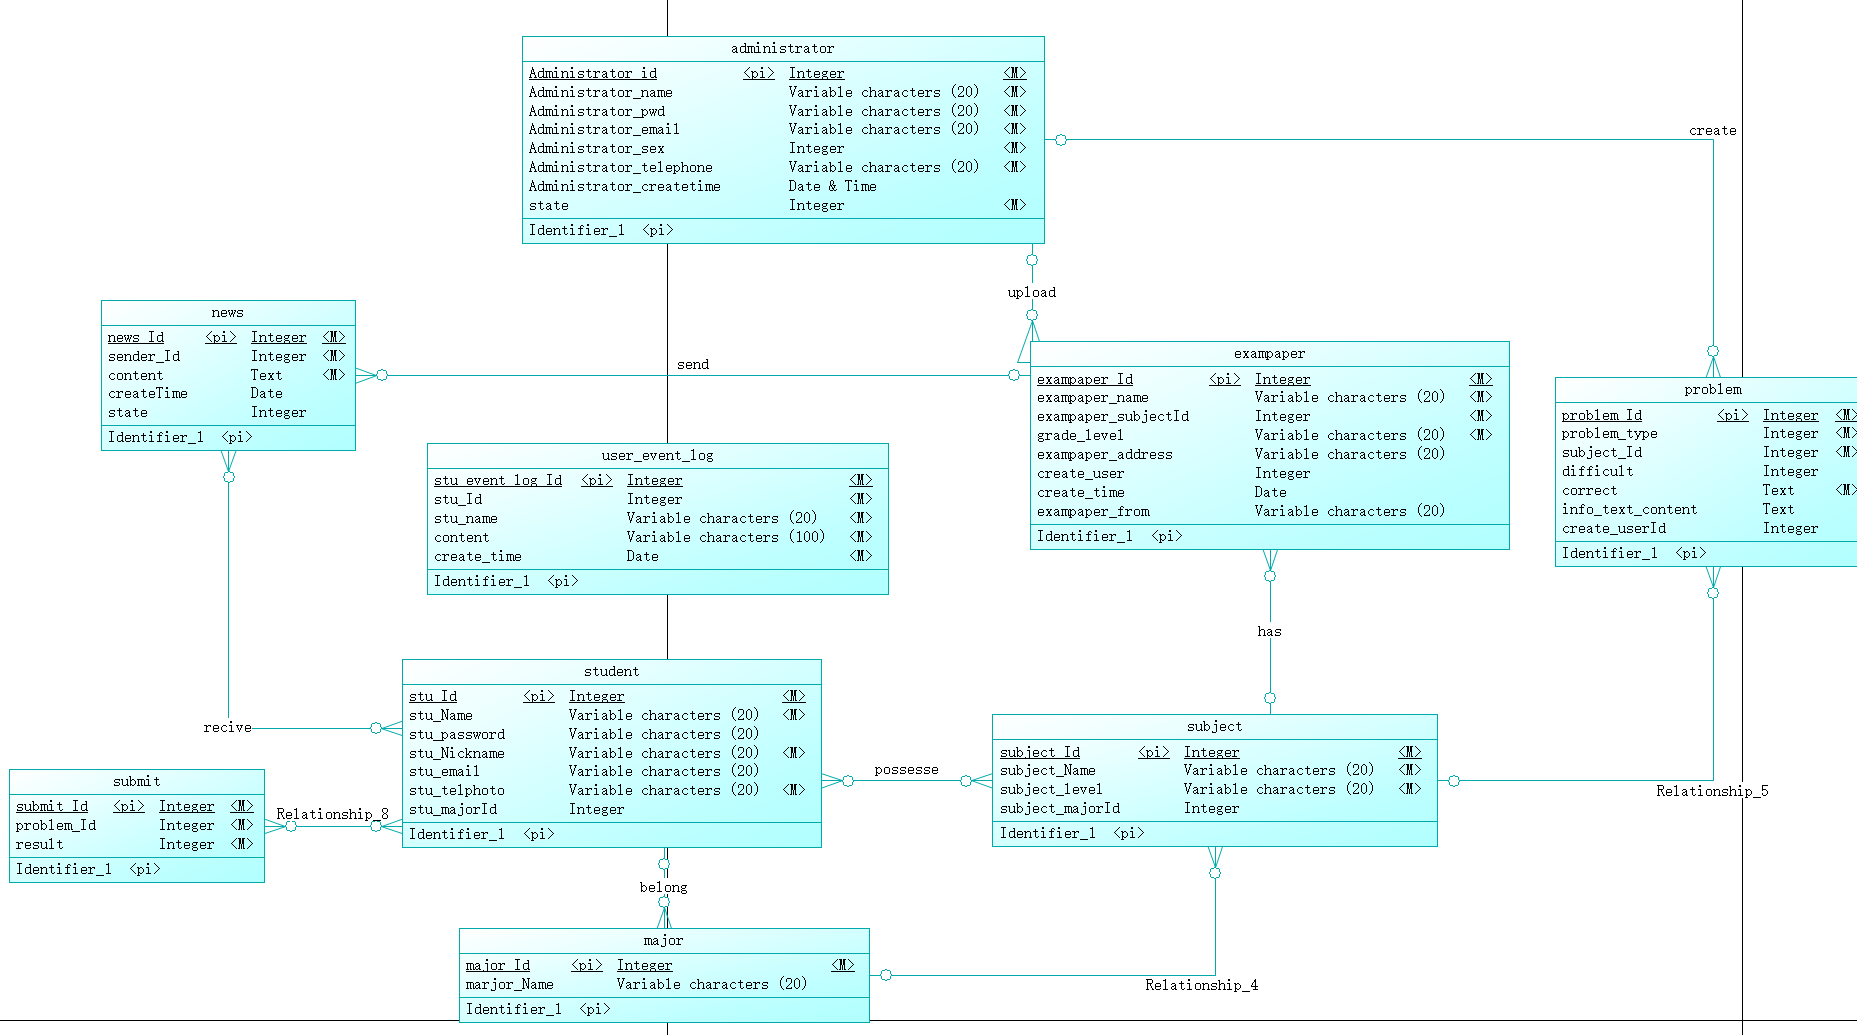 administrator
Administrator_id <pi> Integer <M>
Administrator_name Variable characters (20) <M>
Administrator_pwd Variable characters (20) <M>
Administrator_email Variable characters (20) <M>
Administrator_sex Integer <M>
Administrator_telephone Variable characters (20) <M>
Administrator_createtime Date & Time
state Integer <M>
Identifier_1 <pi>
create
upload
news
news_Id <pi> Integer <M>
sender_Id Integer <M>
content Text <M>
createTime Date
state Integer
Identifier_1 <pi>
send
exampaper
exampaper_Id <pi> Integer <M>
exampaper_name Variable characters (20) <M>
exampaper_subjectId Integer <M>
grade_level Variable characters (20) <M>
exampaper_address Variable characters (20)
create_user Integer
create_time Date
exampaper_from Variable characters (20)
Identifier_1 <pi>
problem
problem_Id <pi> Integer <M>
problem_type Integer <M>
subject_Id Integer <M>
difficult Integer
correct Text <M>
info_text_content Text
create_userId Integer
Identifier_1 <pi>
user_event_log
stu_event_log_Id <pi> Integer <M>
stu_Id Integer <M>
stu_name Variable characters (20) <M>
content Variable characters (100) <M>
create_time Date <M>
Identifier_1 <pi>
has
student
stu_Id <pi> Integer <M>
stu_Name Variable characters (20) <M>
stu_password Variable characters (20)
stu_Nickname Variable characters (20) <M>
stu_email Variable characters (20)
stu_telphoto Variable characters (20) <M>
stu_majorId Integer
Identifier_1 <pi>
recive
possesse
subject
subject_Id <pi> Integer <M>
subject_Name Variable characters (20) <M>
subject_level Variable characters (20) <M>
subject_majorId Integer
Identifier_1 <pi>
Relationship_5
submit
submit_Id <pi> Integer <M>
problem_Id Integer <M>
result Integer <M>
Identifier_1 <pi>
Relationship_8
belong
major
major_Id <pi> Integer <M>
marjor_Name Variable characters (20)
Identifier_1 <pi>
Relationship_4